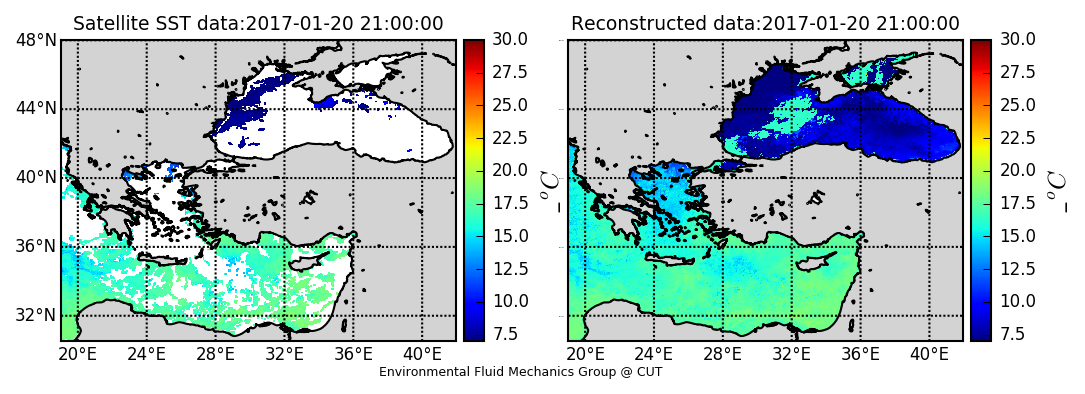 Satellite SST data:2017-01-20 21:00:00
Reconstructed data:2017-01-20 21:00:00
48°N
44°N
40°N
36°N
32°N
20°E 24°E 28°E 32°E 36°E 40°E
30.0
27.5
25.0
22.5
20.0
17.5
15.0
12.5
10.0
7.5
_ °C
20°E 24°E 28°E 32°E 36°E 40°E
30.0
27.5
25.0
22.5
20.0
17.5
15.0
12.5
10.0
7.5
_ °C
Environmental Fluid Mechanics Group @ CUT